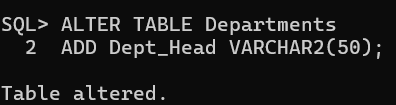 SQL> ALTER TABLE Departments
  2  ADD Dept_Head VARCHAR2(50);

Table altered.